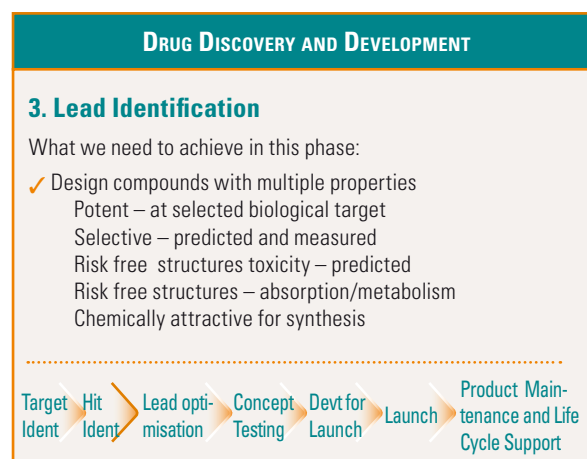 DRUG DISCOVERY AND DEVELOPMENT
3. Lead Identification
What we need to achieve in this phase:
✓ Design compounds with multiple properties
Potent – at selected biological target
Selective – predicted and measured
Risk free structures toxicity – predicted
Risk free structures – absorption/metabolism
Chemically attractive for synthesis
Target Ident
Hit Ident
Lead opti-
misation
Concept
Testing
Devt for
Launch
Launch
Product Main-
tenance and Life
Cycle Support